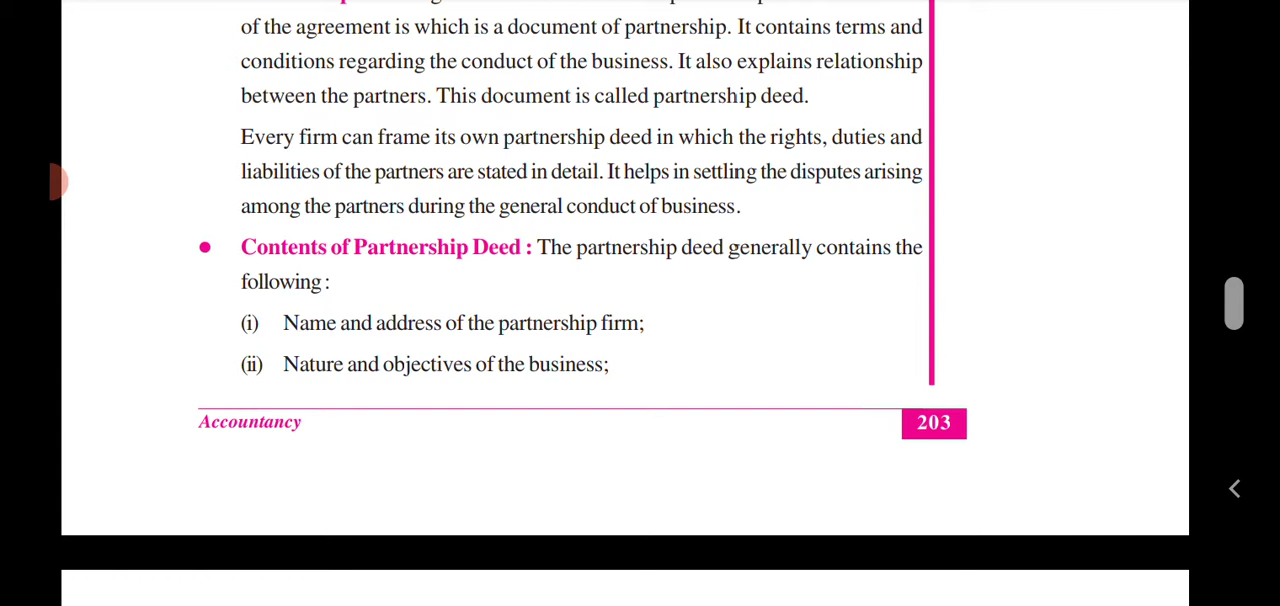 of the agreement is which is a document of partnership. It contains terms and
conditions regarding the conduct of the business. It also explains relationship
between the partners. This document is called partnership deed.
Every firm can frame its own partnership deed in which the rights, duties and
liabilities of the partners are stated in detail. It helps in settling the disputes arising
among the partners during the general conduct of business.
● Contents of Partnership Deed : The partnership deed generally contains the
following :
(i) Name and address of the partnership firm;
(ii) Nature and objectives of the business;
Accountancy
203